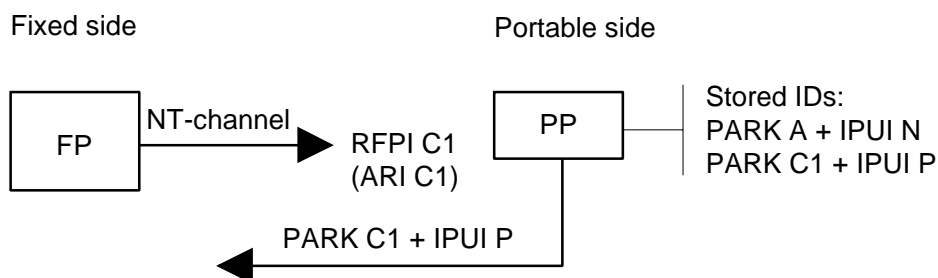 Fixed side
Portable side
FP
NT-channel
RFPI C1
(ARI C1)
PP
Stored IDs:
PARK A + IPUI N
PARK C1 + IPUI P
PARK C1 + IPUI P